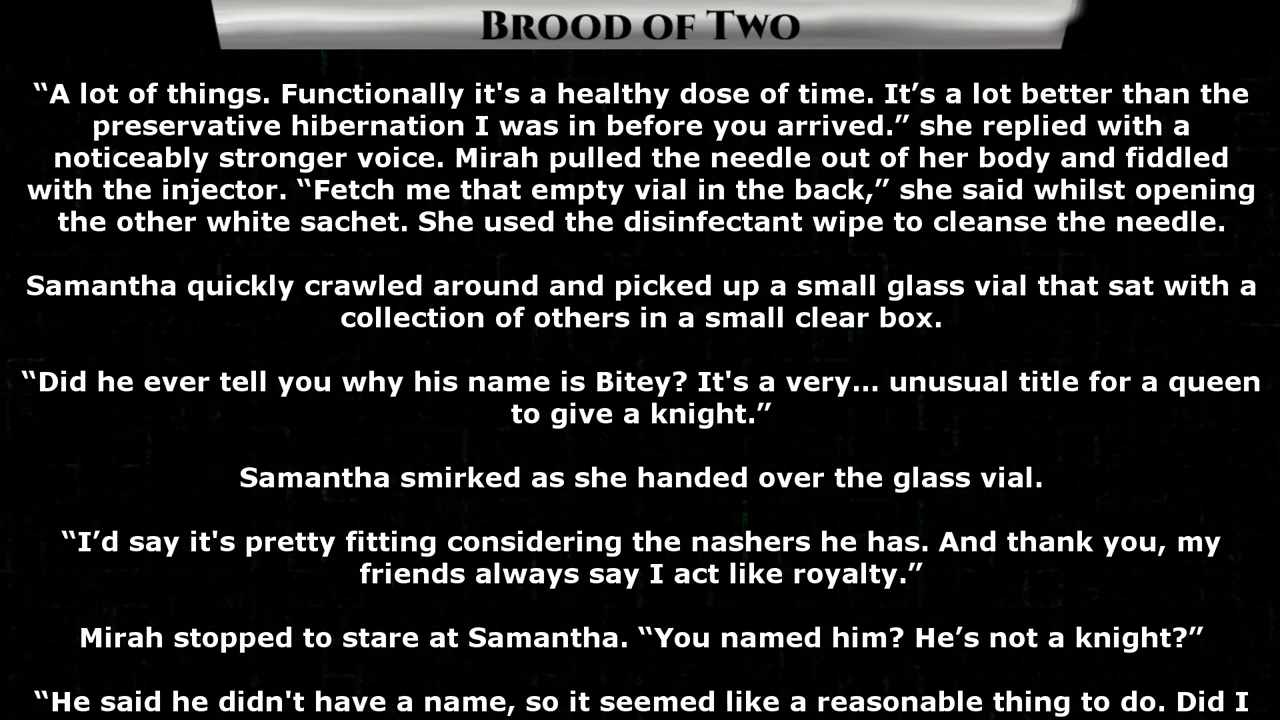 Brood of Two
“A lot of things. Functionally it's a healthy dose of time. It’s a lot better than the
preservative hibernation I was in before you arrived.” she replied with a
noticeably stronger voice. Mirah pulled the needle out of her body and fiddled
with the injector. “Fetch me that empty vial in the back,” she said whilst opening
the other white sachet. She used the disinfectant wipe to cleanse the needle.
Samantha quickly crawled around and picked up a small glass vial that sat with a
collection of others in a small clear box.
“Did he ever tell you why his name is Bitey? It's a very... unusual title for a queen
to give a knight.”
Samantha smirked as she handed over the glass vial.
“I’d say it's pretty fitting considering the nashers he has. And thank you, my
friends always say I act like royalty.”
Mirah stopped to stare at Samantha. “You named him? He’s not a knight?”
“He said he didn't have a name, so it seemed like a reasonable thing to do. Did I